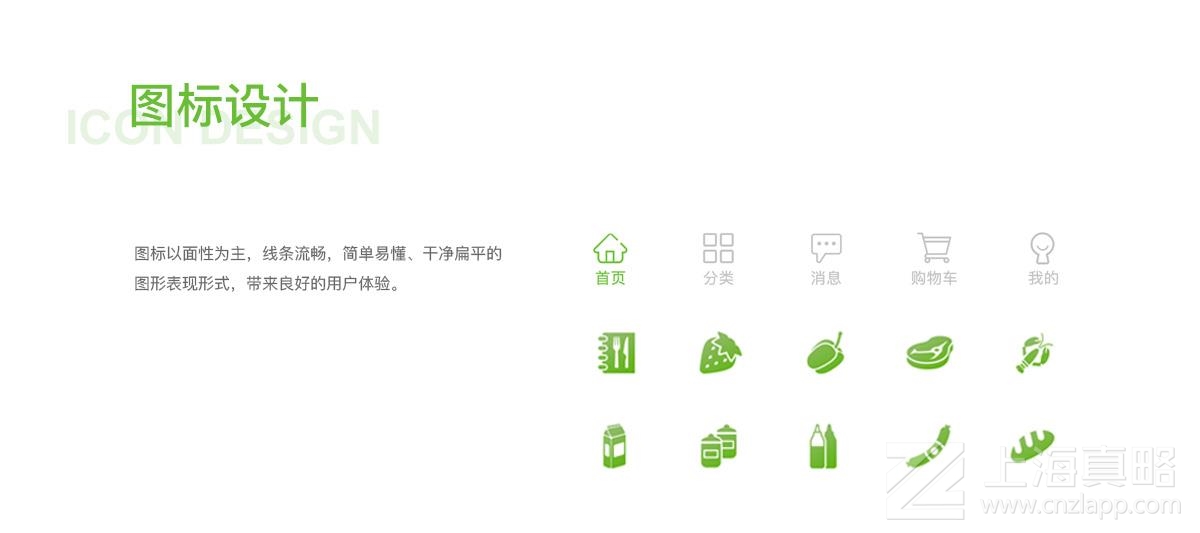 图标设计
ICON DESIGN
图标以面性为主，线条流畅，简单易懂、干净扁平的
图形表现形式，带来良好的用户体验。
首页 分类 消息 购物车 我的
上海真略
www.cnzlapp.com